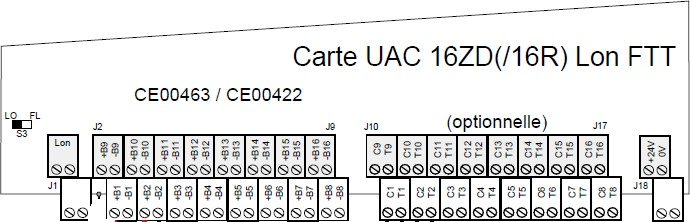 Carte UAC 16ZD(/16R) Lon FTT
CE00463 / CE00422
(optionnelle)
LO FL
S3
J2 J9 J10 J17
Lon +B9 -B9 +B10 -B10 +B11 -B11 +B12 -B12 +B13 -B13 +B14 -B14 +B15 -B15 +B16 -B16 C9 T9 C10 T10 C11 T11 C12 T12 C13 T13 C14 T14 C15 T15 C16 T16 +24V 0V
J1 +B1 -B1 +B2 -B2 +B3 -B3 +B4 -B4 +B5 -B5 +B6 -B6 +B7 -B7 +B8 -B8 C1 T1 C2 T2 C3 T3 C4 T4 C5 T5 C6 T6 C7 T7 C8 T8 J18